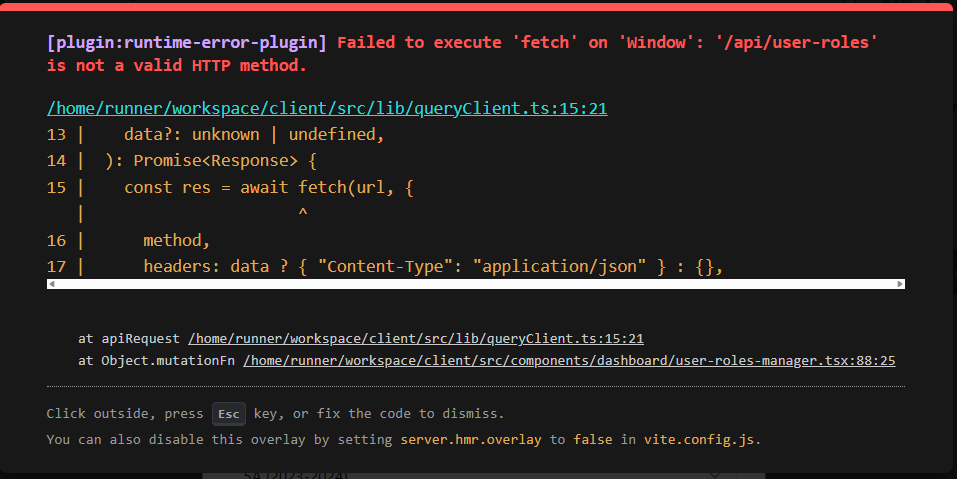 [plugin:runtime-error-plugin] Failed to execute 'fetch' on 'Window': '/api/user-roles'
is not a valid HTTP method.
/home/runner/workspace/client/src/lib/queryClient.ts:15:21
13 |    data?: unknown | undefined,
14 |  ): Promise<Response> {
15 |    const res = await fetch(url, {
   |                      ^
16 |      method,
17 |      headers: data ? { "Content-Type": "application/json" } : {},
at apiRequest /home/runner/workspace/client/src/lib/queryClient.ts:15:21
at Object.mutationFn /home/runner/workspace/client/src/components/dashboard/user-roles-manager.tsx:88:25
Click outside, press Esc key, or fix the code to dismiss.
You can also disable this overlay by setting server.hmr.overlay to false in vite.config.js.
SA (2023-2024)